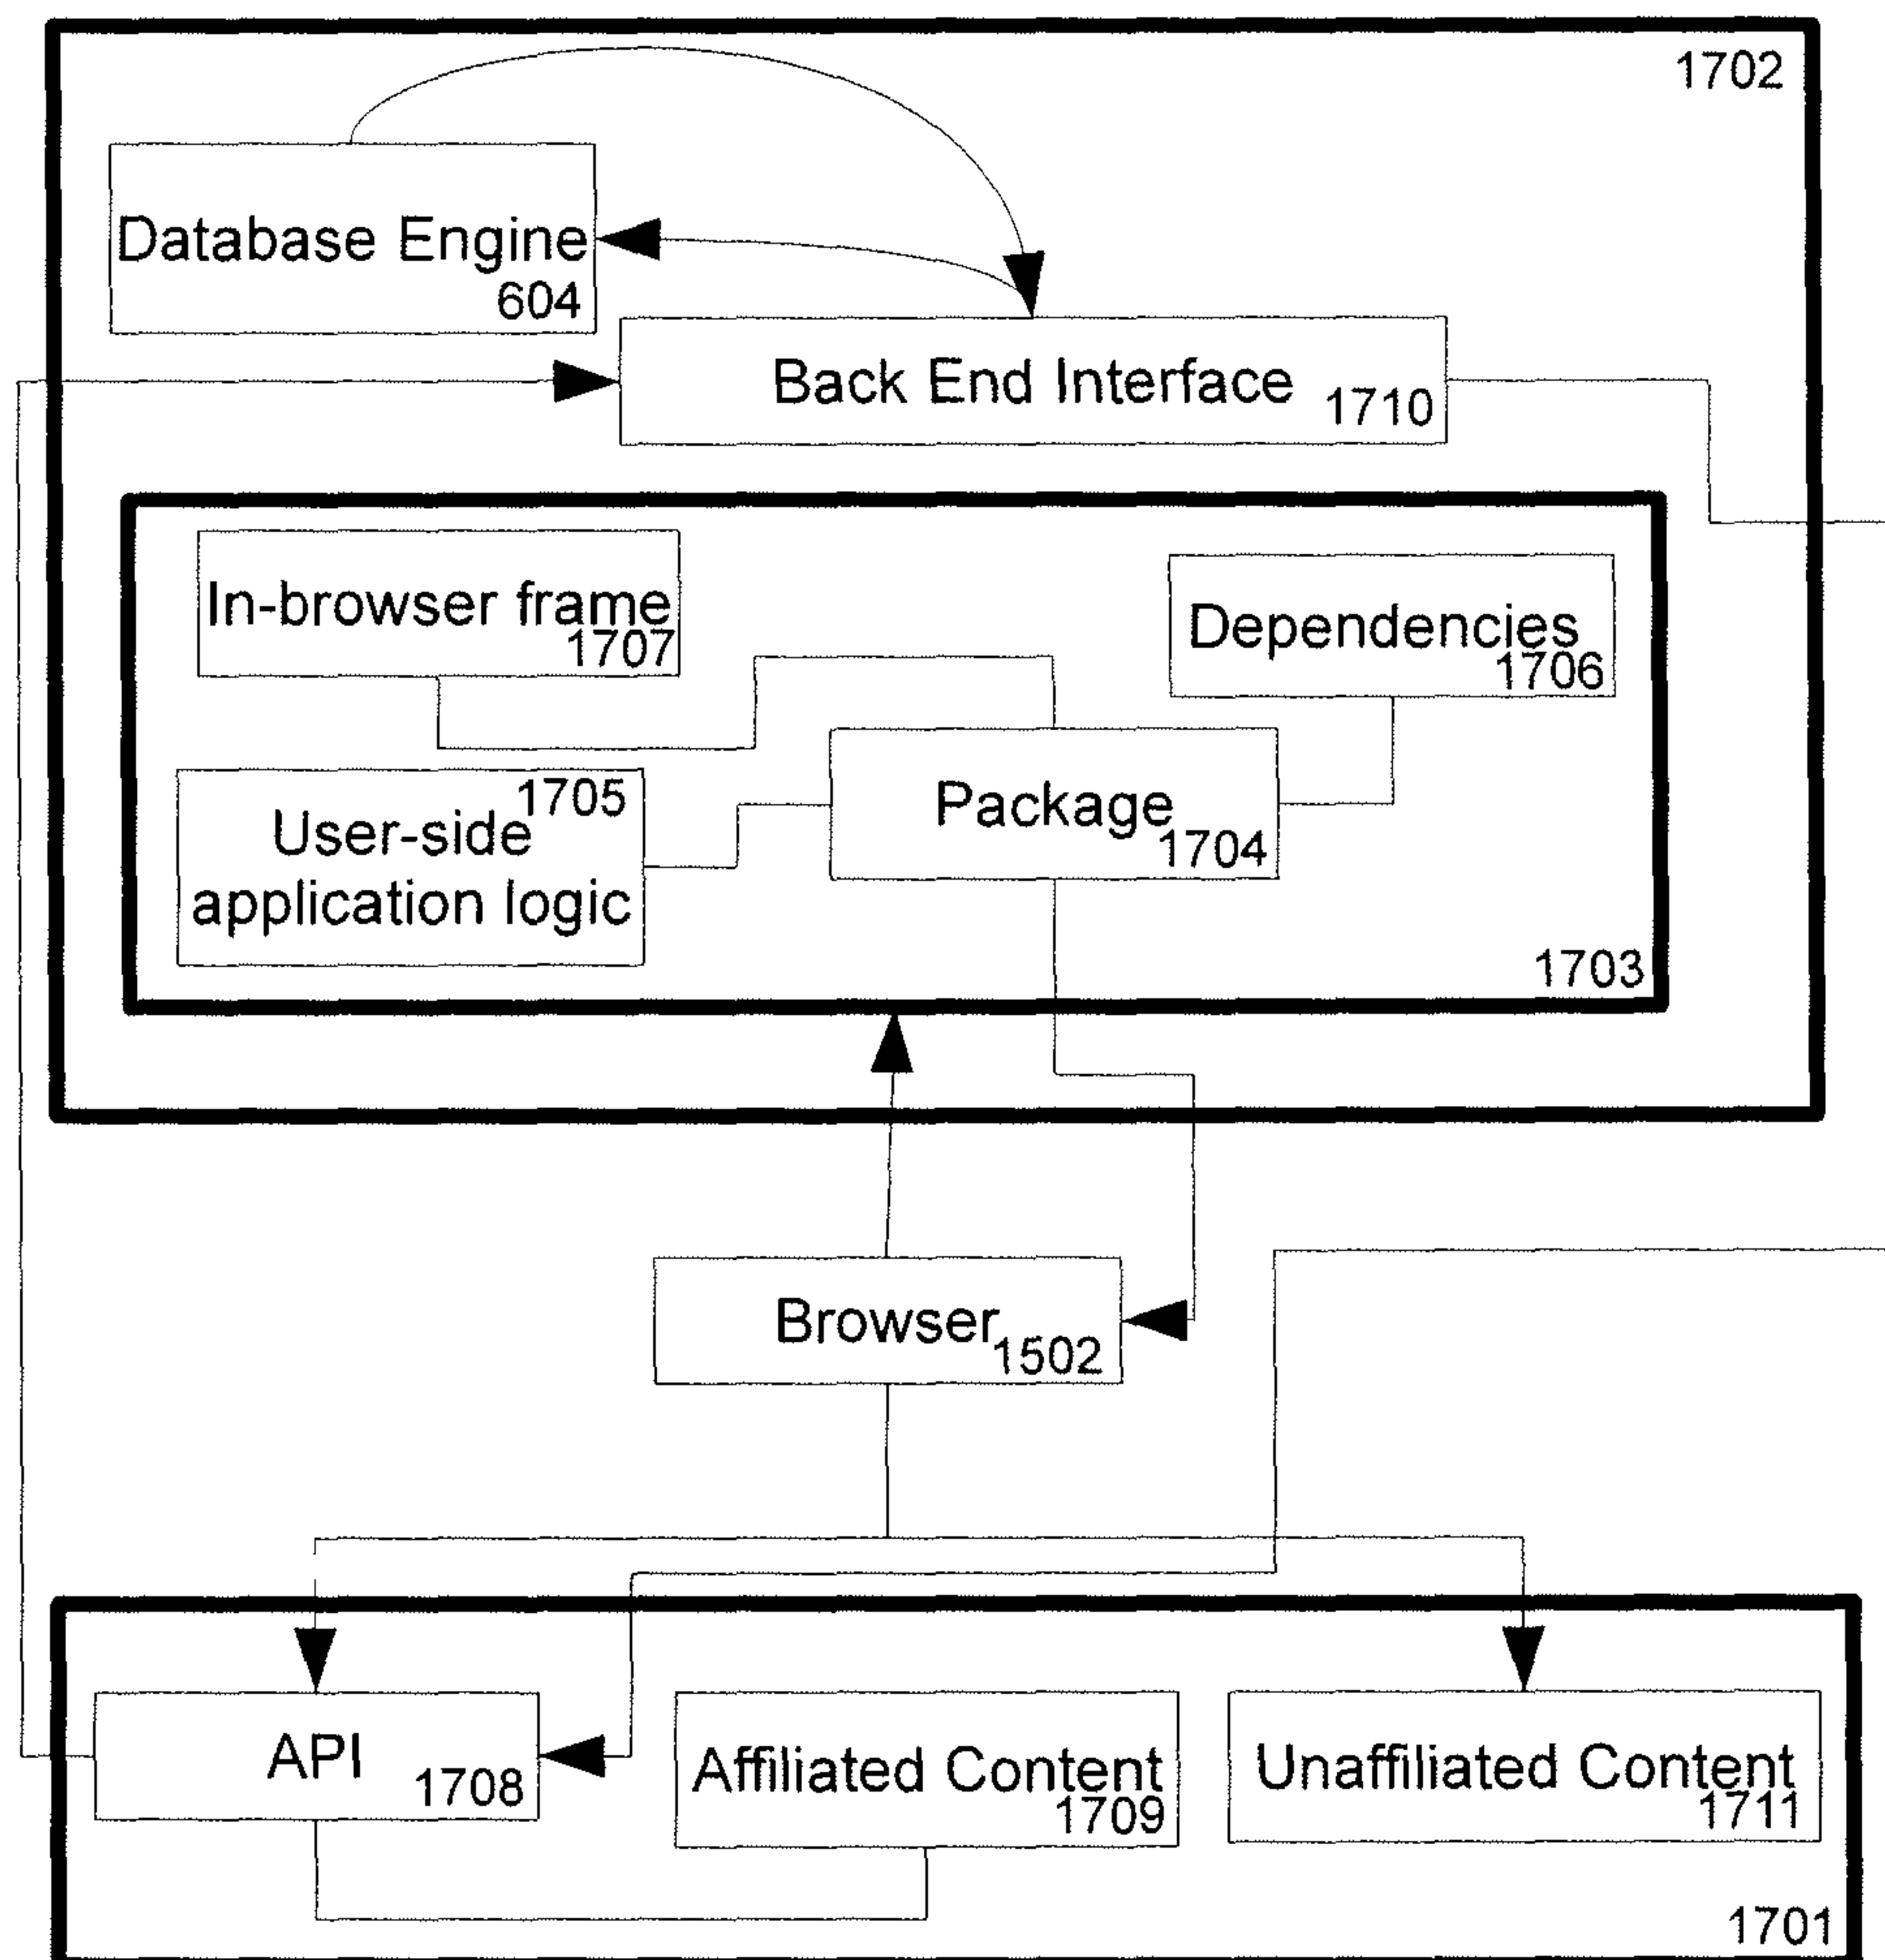 1702
Database Engine
604
Back End Interface
1710
In-browser frame
1707
Dependencies
1706
1705
User-side
application logic
Package
1704
1703
Browser
1502
API
1708
Affiliated Content
1709
Unaffiliated Content
1711
1701